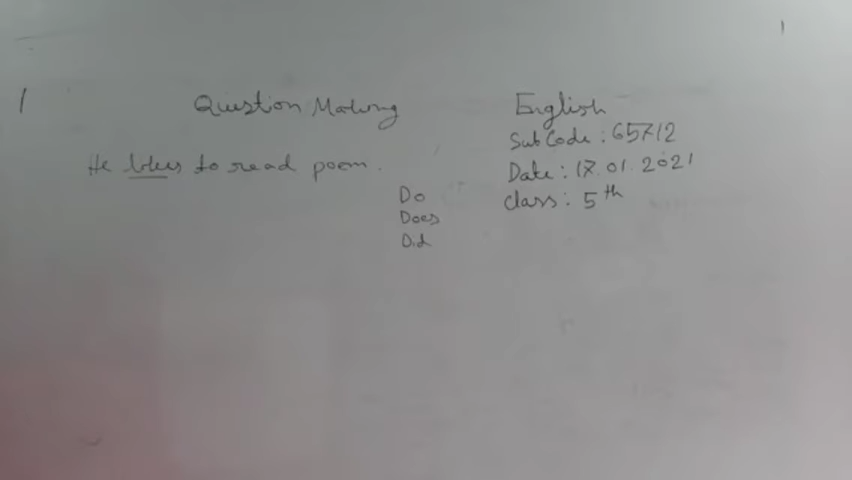 Question Making
He likes to read poem.
Do
Does
Did
English
Sub Code : 65712
Date : 17.01.2021
Class : 5th